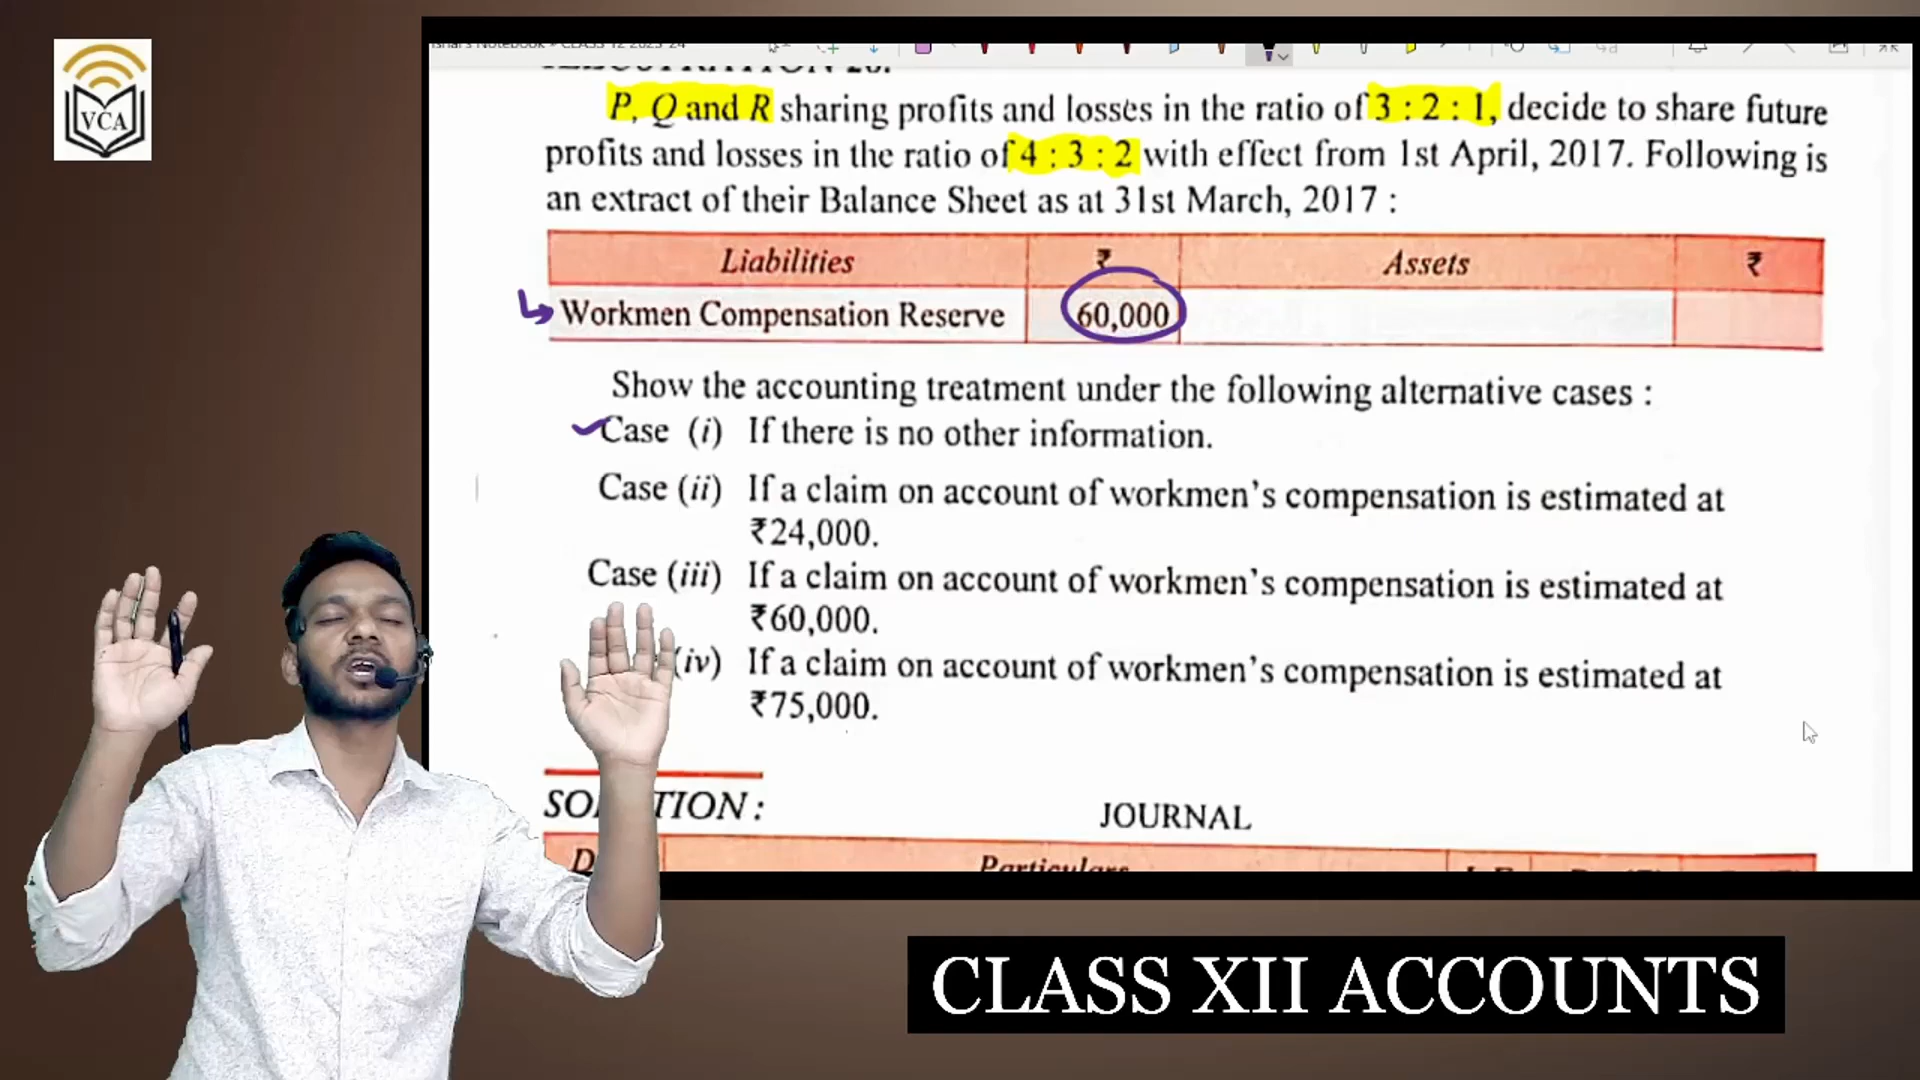 VCA
P, Q and R sharing profits and losses in the ratio of 3 : 2 : 1, decide to share future
profits and losses in the ratio of 4 : 3 : 2 with effect from 1st April, 2017. Following is
an extract of their Balance Sheet as at 31st March, 2017 :
Liabilities ₹ Assets ₹
Workmen Compensation Reserve 60,000
Show the accounting treatment under the following alternative cases :
Case (i) If there is no other information.
Case (ii) If a claim on account of workmen's compensation is estimated at
₹24,000.
Case (iii) If a claim on account of workmen's compensation is estimated at
₹60,000.
(iv) If a claim on account of workmen's compensation is estimated at
₹75,000.
JOURNAL
Particulars
CLASS XII ACCOUNTS